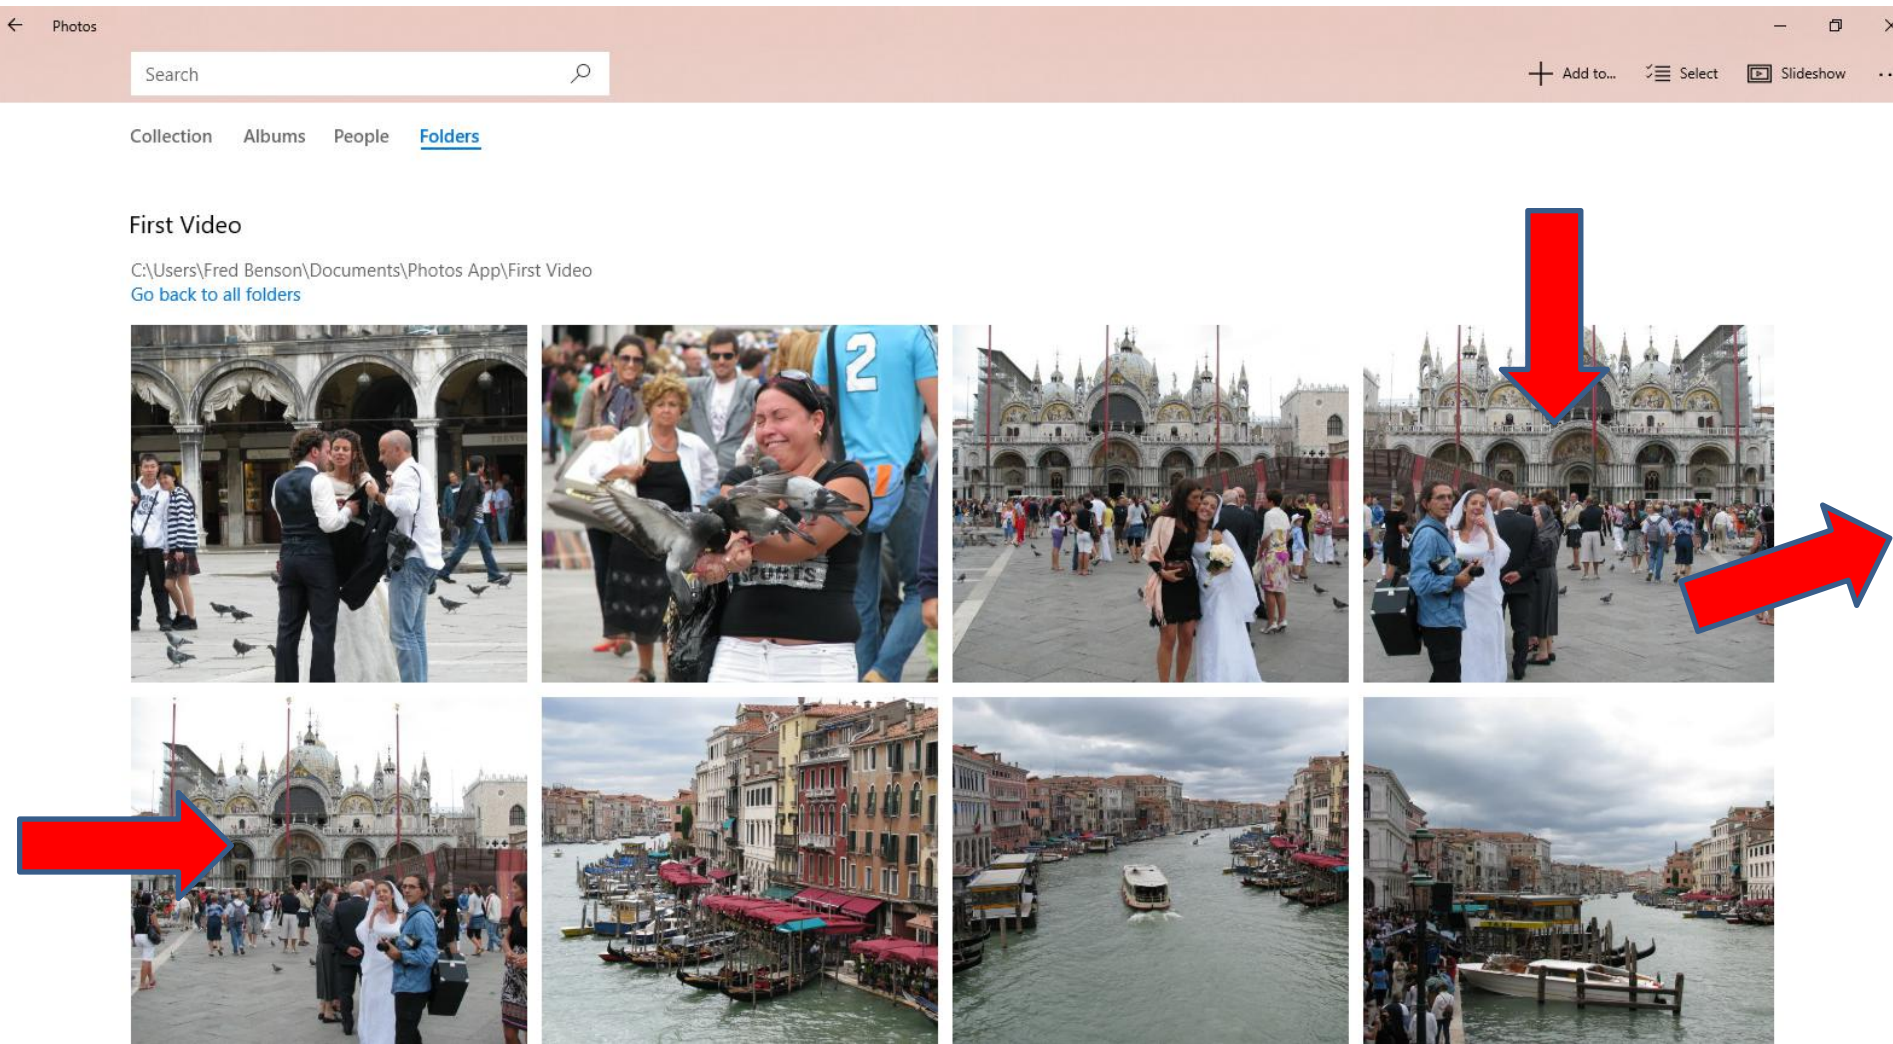 Photos
Search
Add to... Select Slideshow
Collection Albums People Folders
First Video
C:\Users\Fred Benson\Documents\Photos App\First Video
Go back to all folders
2
SPORTS